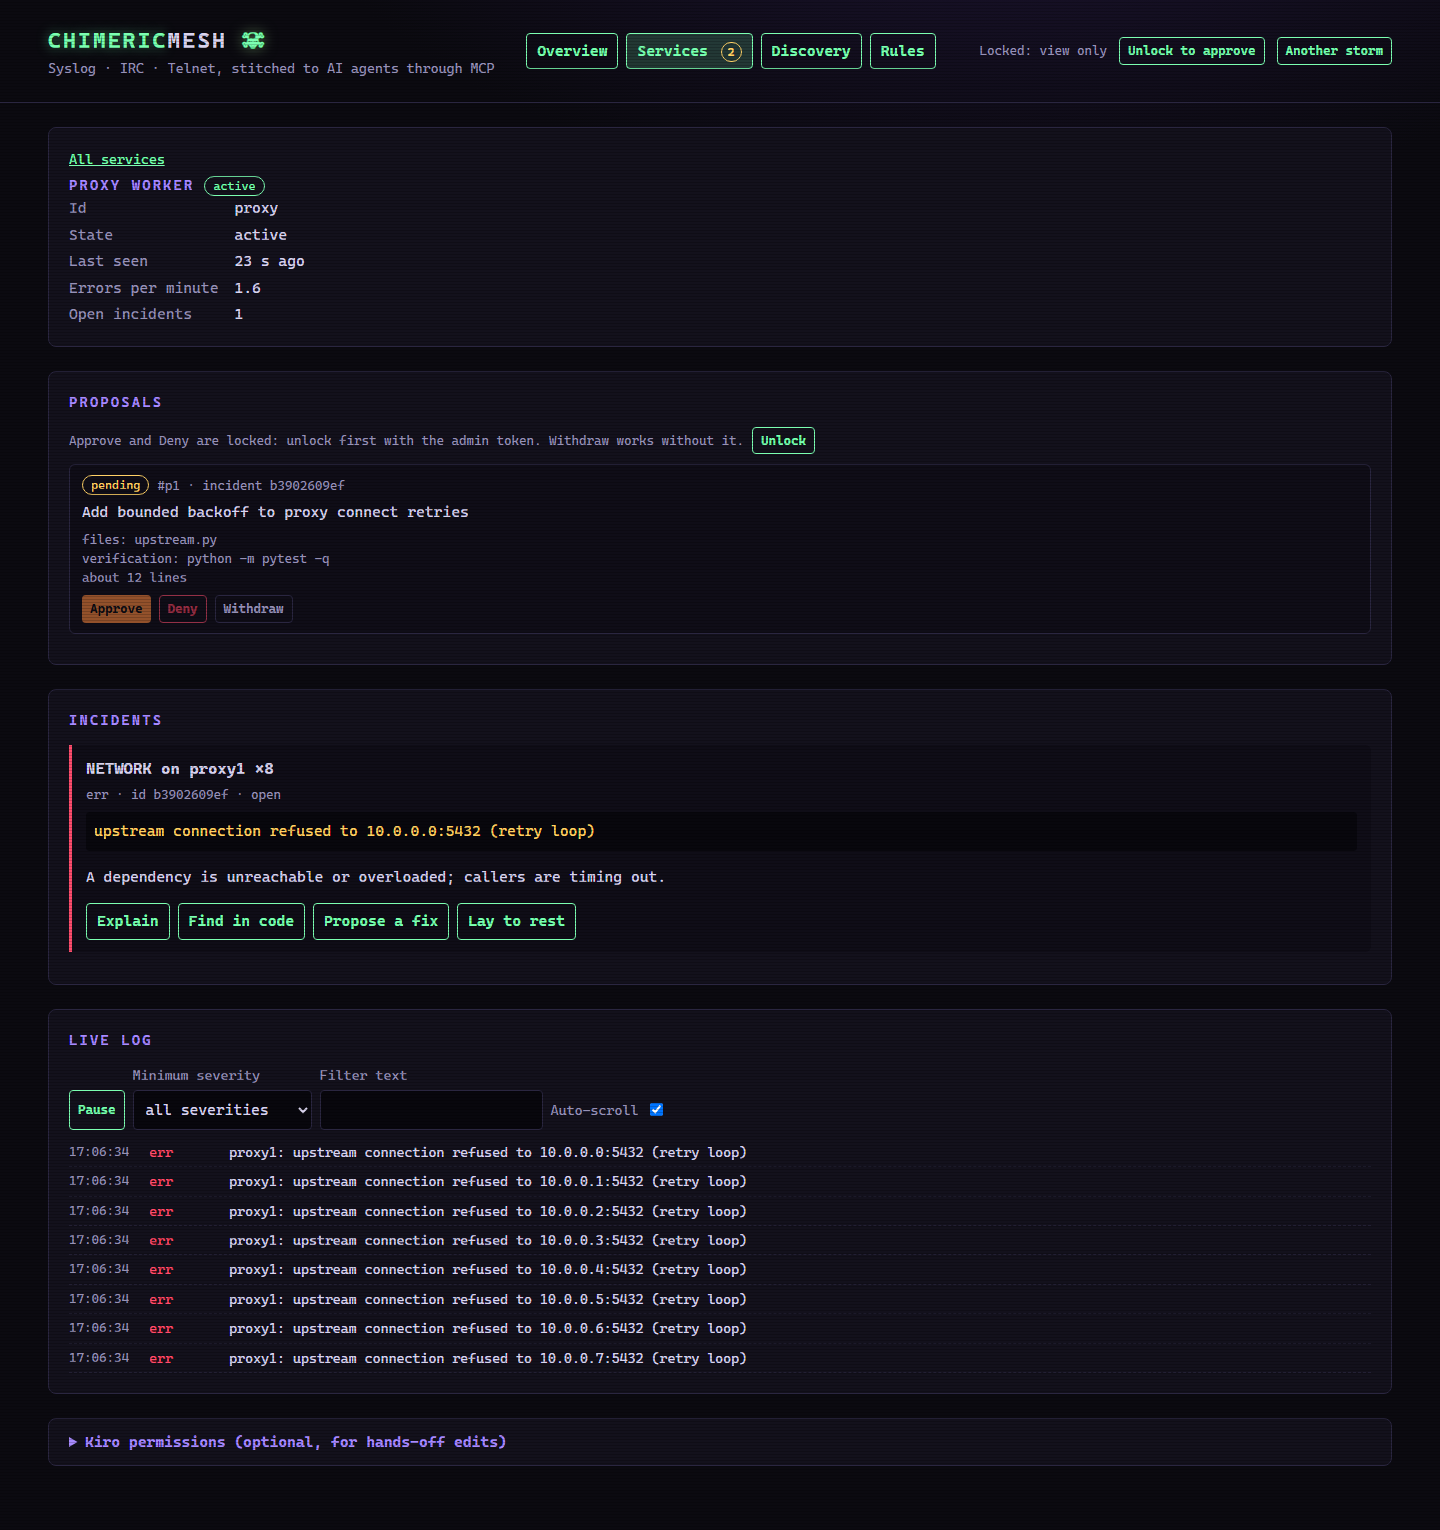 CHIMERICMESH ☠
Syslog · IRC · Telnet, stitched to AI agents through MCP
Overview
Services 2
Discovery
Rules
Locked: view only
Unlock to approve
Another storm
All services
PROXY WORKER active
Id proxy
State active
Last seen 23 s ago
Errors per minute 1.6
Open incidents 1
PROPOSALS
Approve and Deny are locked: unlock first with the admin token. Withdraw works without it. Unlock
pending #p1 · incident b3902609ef
Add bounded backoff to proxy connect retries
files: upstream.py
verification: python -m pytest -q
about 12 lines
Approve Deny Withdraw
INCIDENTS
NETWORK on proxy1 ×8
err · id b3902609ef · open
upstream connection refused to 10.0.0.0:5432 (retry loop)
A dependency is unreachable or overloaded; callers are timing out.
Explain Find in code Propose a fix Lay to rest
LIVE LOG
Minimum severity Filter text
Pause all severities Auto-scroll
17:06:34 err proxy1: upstream connection refused to 10.0.0.0:5432 (retry loop)
17:06:34 err proxy1: upstream connection refused to 10.0.0.1:5432 (retry loop)
17:06:34 err proxy1: upstream connection refused to 10.0.0.2:5432 (retry loop)
17:06:34 err proxy1: upstream connection refused to 10.0.0.3:5432 (retry loop)
17:06:34 err proxy1: upstream connection refused to 10.0.0.4:5432 (retry loop)
17:06:34 err proxy1: upstream connection refused to 10.0.0.5:5432 (retry loop)
17:06:34 err proxy1: upstream connection refused to 10.0.0.6:5432 (retry loop)
17:06:34 err proxy1: upstream connection refused to 10.0.0.7:5432 (retry loop)
▶ Kiro permissions (optional, for hands-off edits)